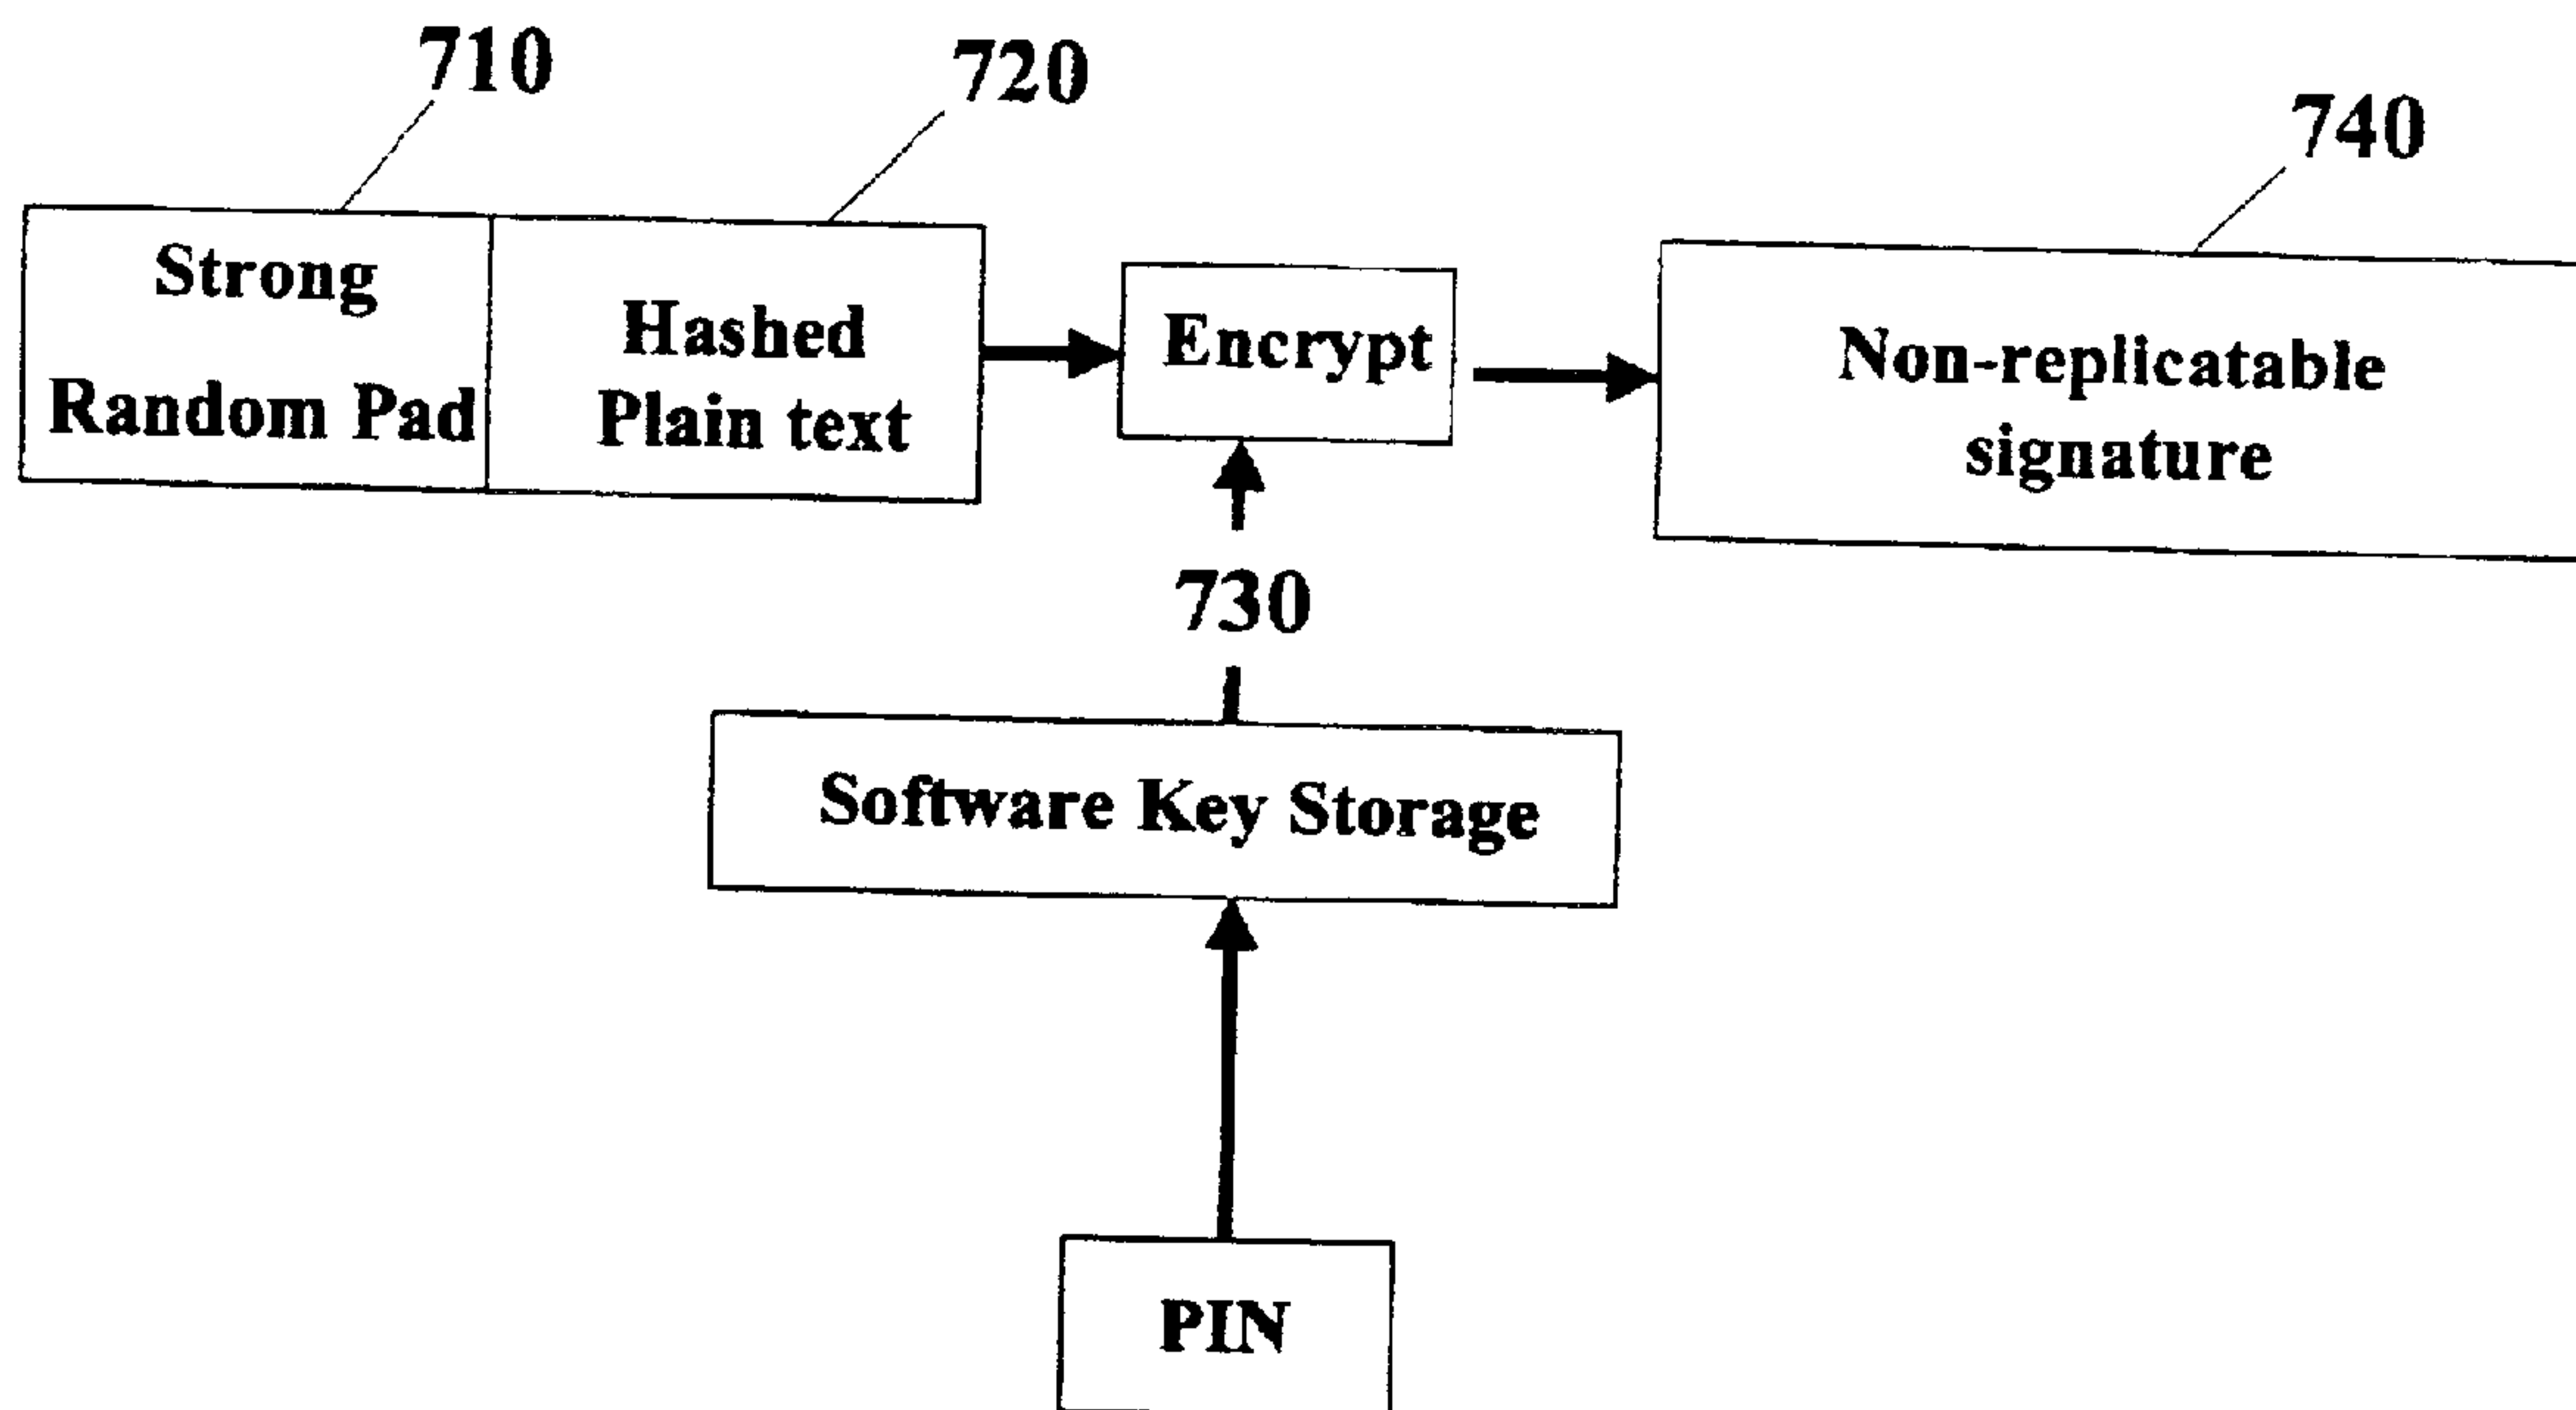 710
720
740
Strong
Random Pad
Hashed
Plain text
Encrypt
Non-replicatable
signature
730
Software Key Storage
PIN